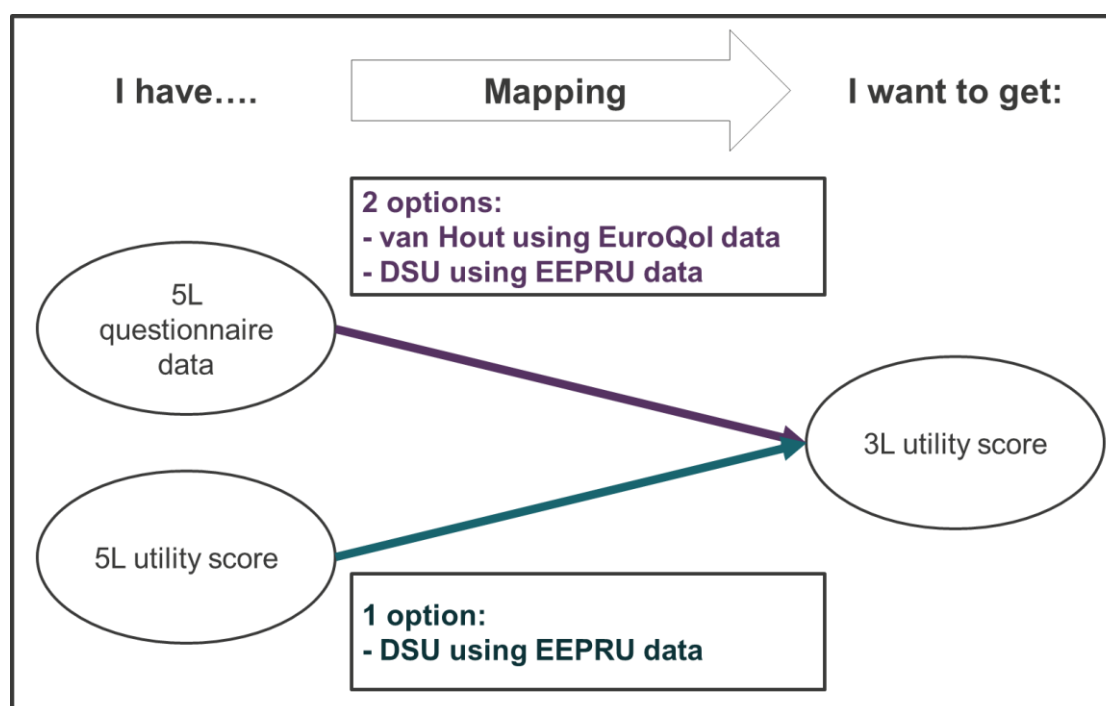 I have....
Mapping
I want to get:
2 options:
- van Hout using EuroQol data
- DSU using EEPRU data
5L
questionnaire
data
3L utility score
5L utility score
1 option:
- DSU using EEPRU data